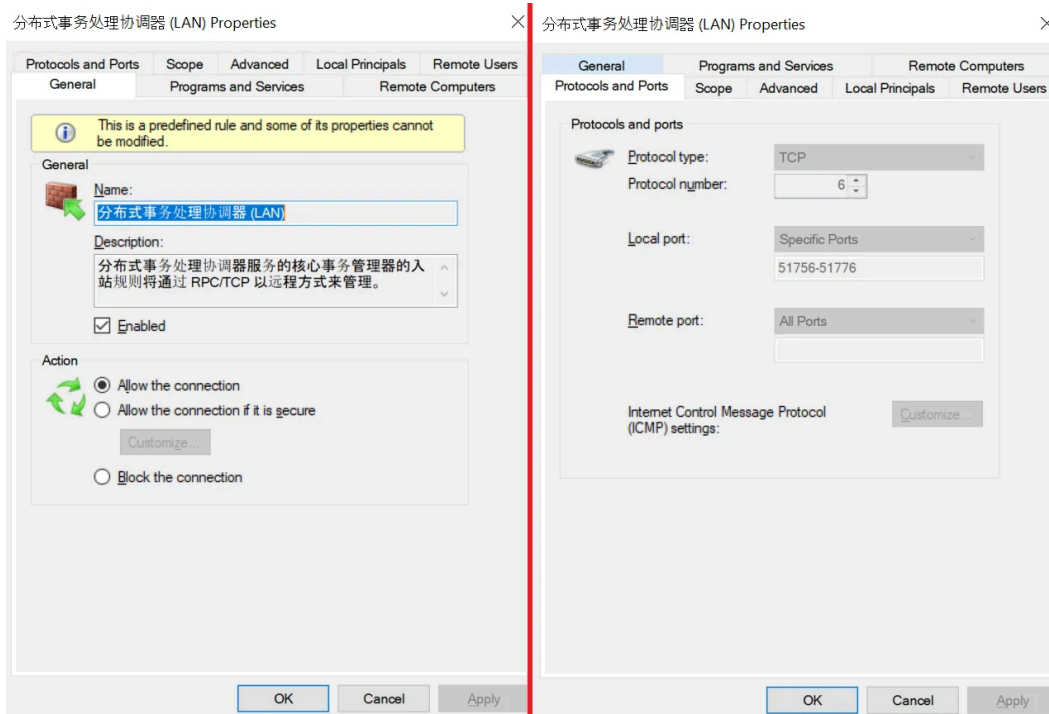 分布式事务处理协调器 (LAN) Properties
Protocols and Ports
Scope
Advanced
Local Principals
Remote Users
General
Programs and Services
Remote Computers
This is a predefined rule and some of its properties cannot
be modified.
General
Name:
分布式事务处理协调器 (LAN)
Description:
分布式事务处理协调器服务的核心事务管理器的入
站规则将通过 RPC/TCP 以远程方式来管理。
Enabled
Action
Allow the connection
Allow the connection if it is secure
Customize...
Block the connection
OK
Cancel
Apply
分布式事务处理协调器 (LAN) Properties
General
Programs and Services
Remote Computers
Protocols and Ports
Scope
Advanced
Local Principals
Remote Users
Protocols and ports
Protocol type:
TCP
Protocol number:
6
Local port:
Specific Ports
51756-51776
Remote port:
All Ports
Internet Control Message Protocol
(ICMP) settings:
Customize...
OK
Cancel
Apply